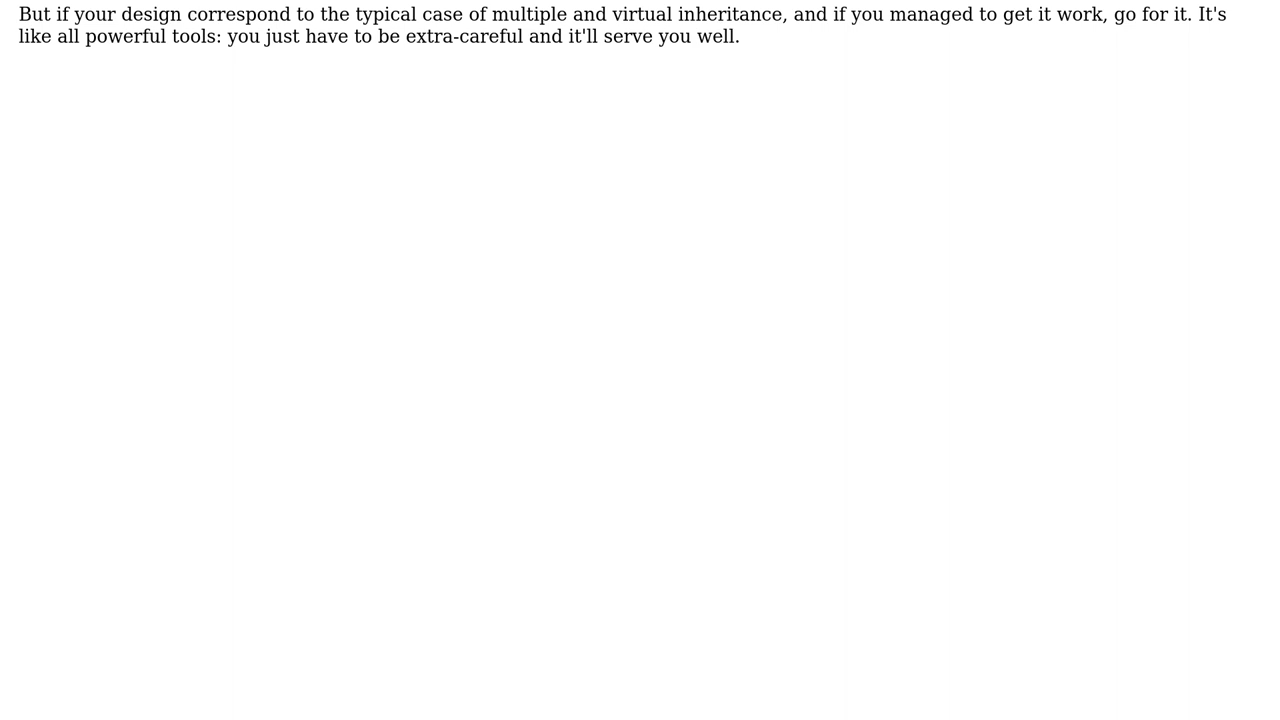 But if your design correspond to the typical case of multiple and virtual inheritance, and if you managed to get it work, go for it. It's
like all powerful tools: you just have to be extra-careful and it'll serve you well.